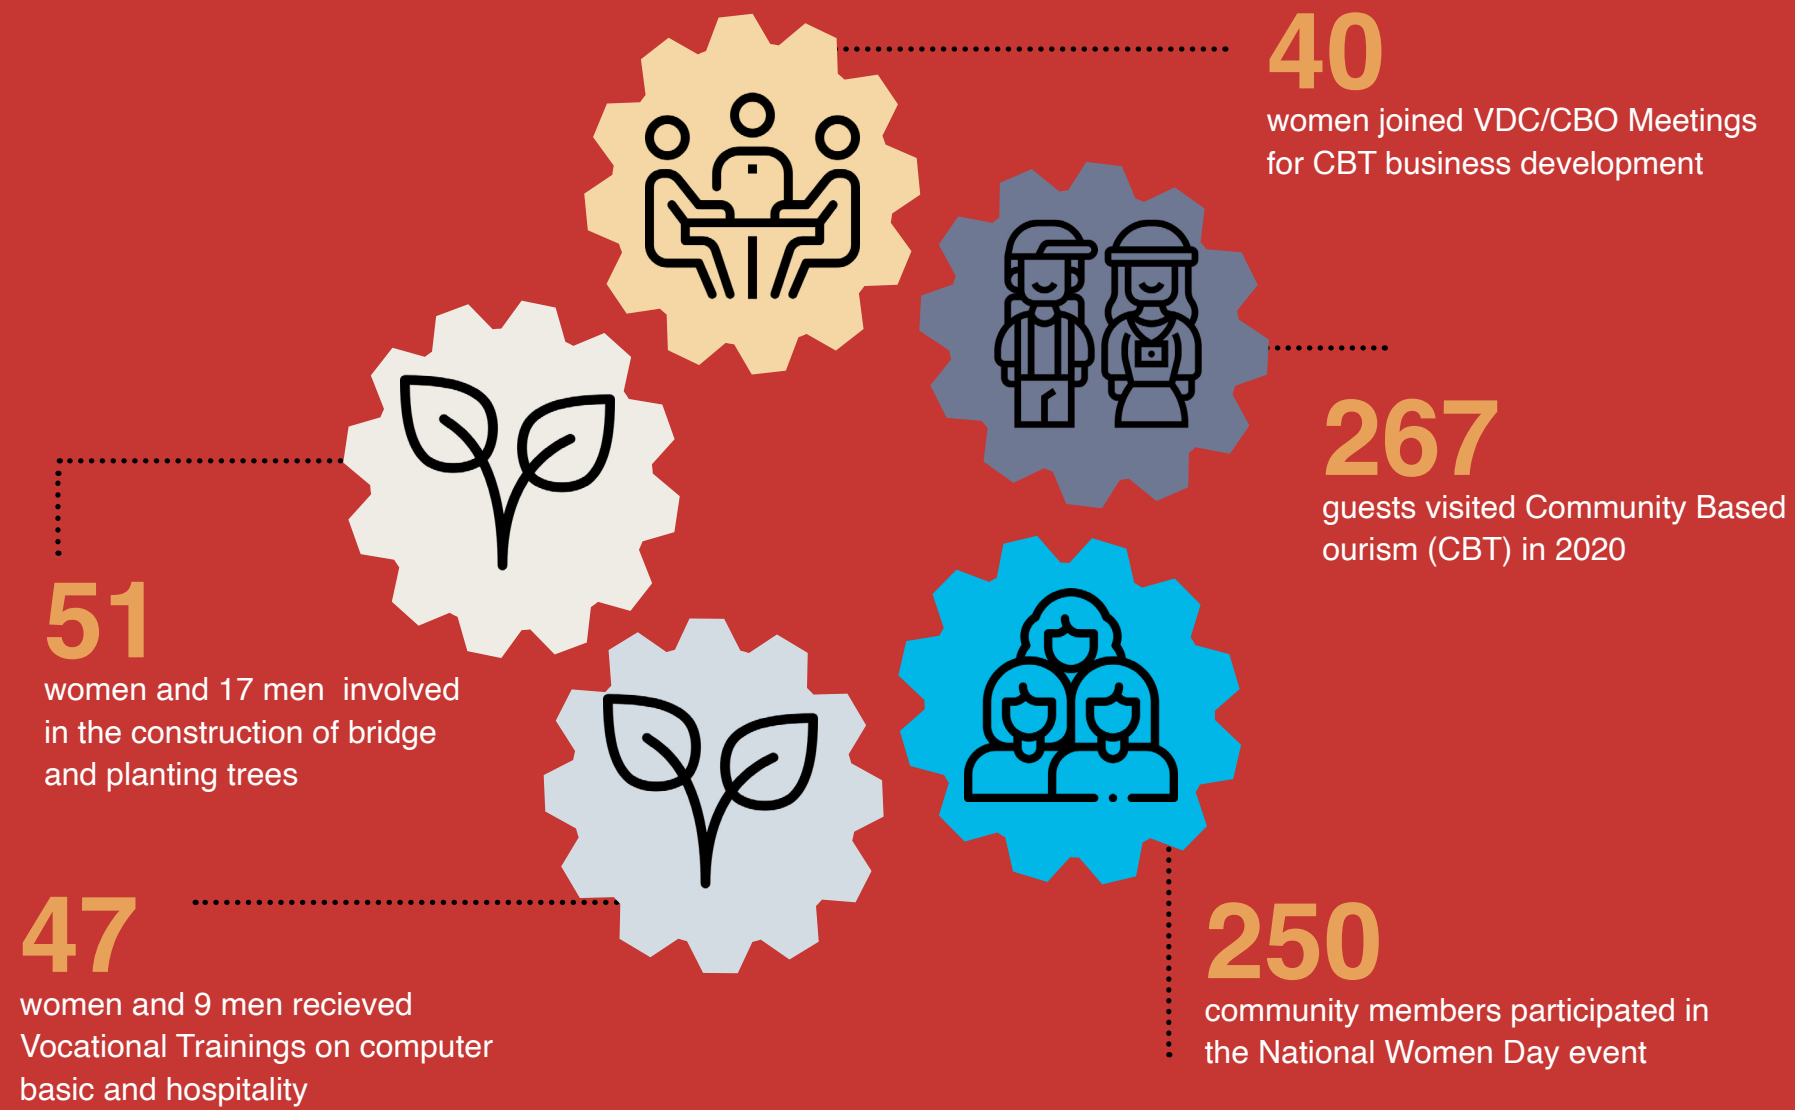 40
women joined VDC/CBO Meetings
for CBT business development
267
guests visited Community Based
ourism (CBT) in 2020
51
women and 17 men  involved
in the construction of bridge
and planting trees
47
women and 9 men recieved
Vocational Trainings on computer
basic and hospitality
250
community members participated in
the National Women Day event